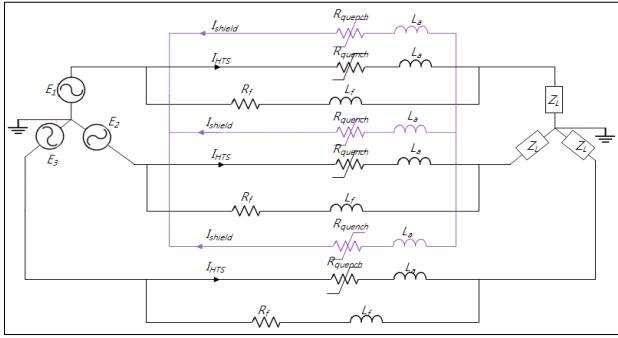 I_shield R_quench L_a
I_HTS R_quench L_a
E_1
R_f L_f
Z_L
I_shield R_quench L_a
E_2
E_3
I_HTS R_quench L_a
Z_L Z_L
R_f L_f
I_shield R_quench L_a
I_HTS R_quench L_a
R_f L_f